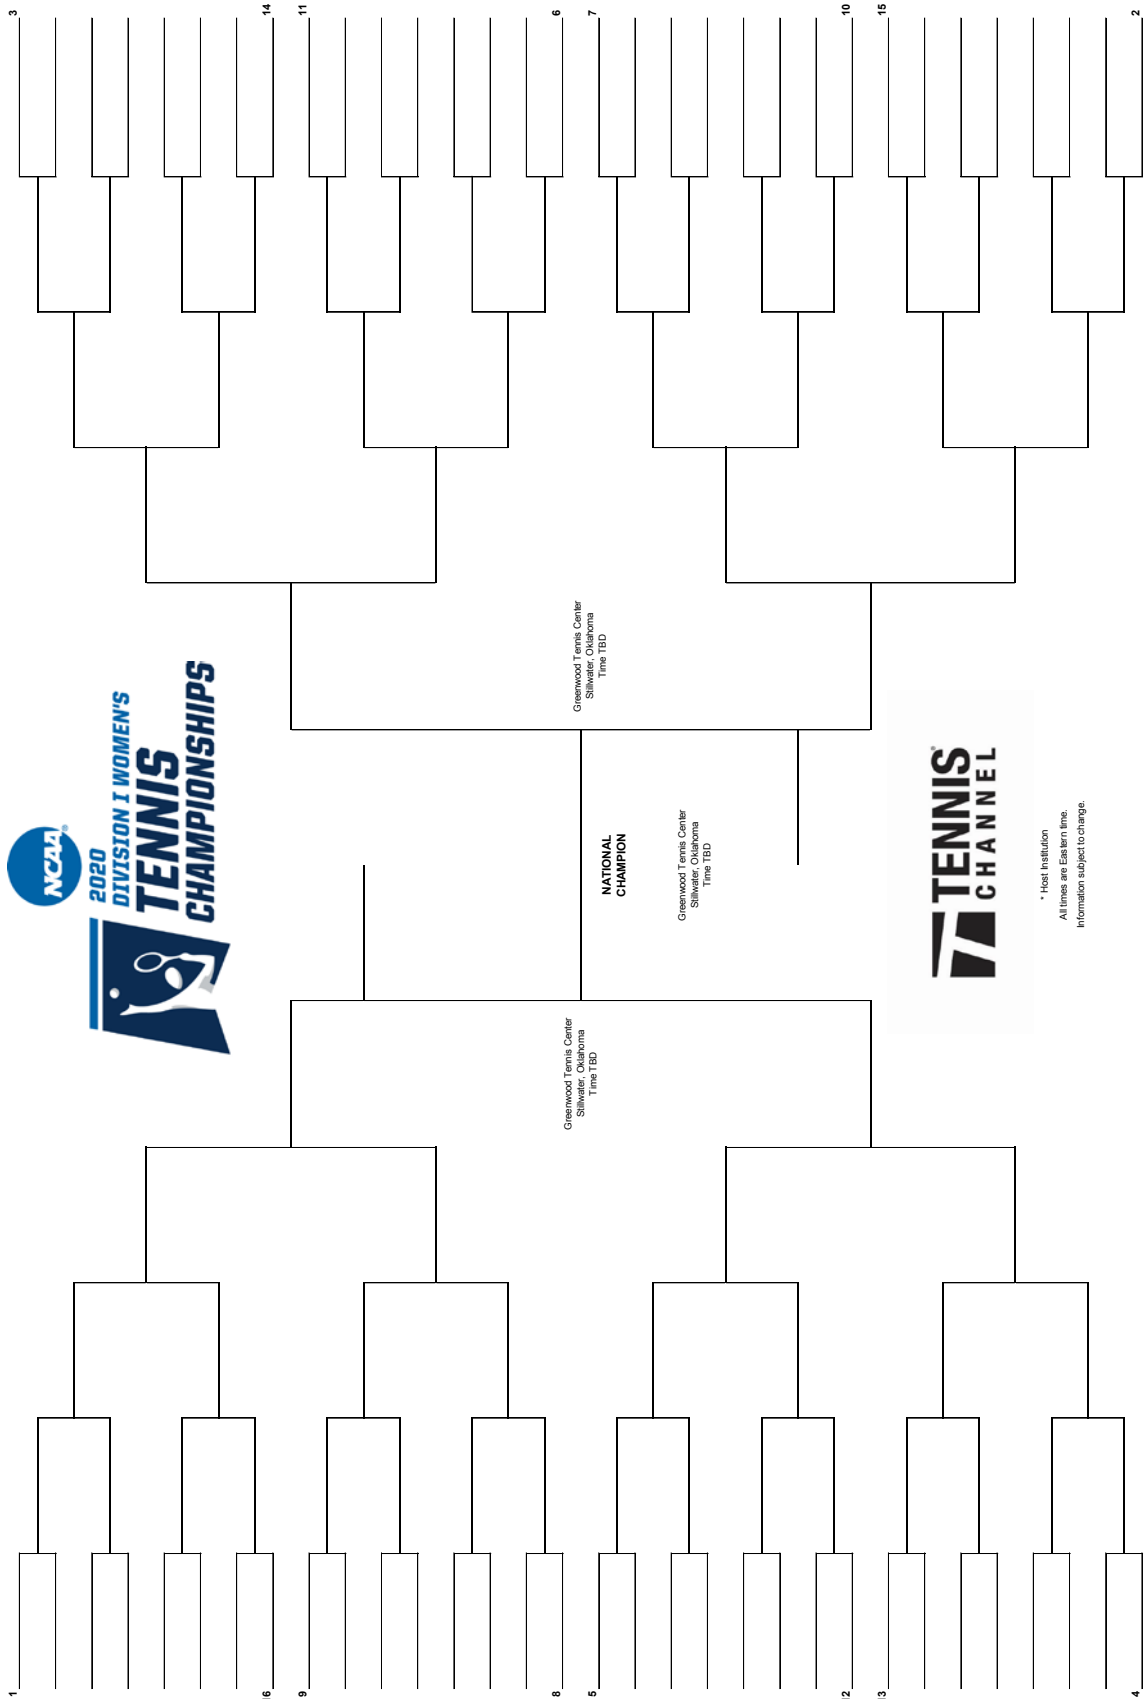 1
3
NCAA®
2020
DIVISION I WOMEN'S
TENNIS
CHAMPIONSHIPS
16
14
9
11
8
6
Greenwood Tennis Center
Stillwater, Oklahoma
Time TBD
Greenwood Tennis Center
Stillwater, Oklahoma
Time TBD
5
7
NATIONAL
CHAMPION
Greenwood Tennis Center
Stillwater, Oklahoma
Time TBD
12
10
13
15
TENNIS®
CHANNEL
* Host Institution
All times are Eastern time.
Information subject to change.
4
2